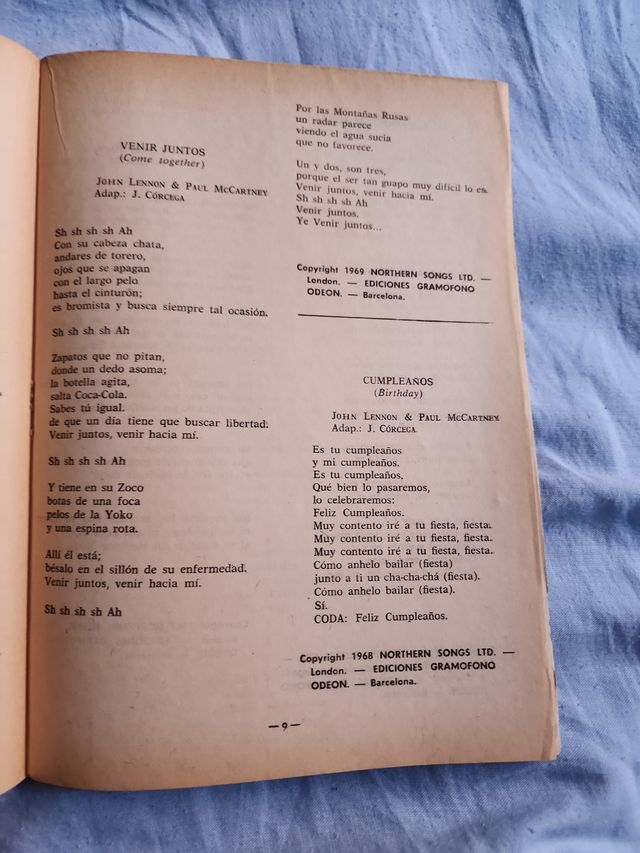 VENIR JUNTOS
(Come together)
JOHN LENNON & PAUL McCARTNEY
Adap.: J. CÓRCEGA
Sh sh sh sh Ah
Con su cabeza chata,
andares de torero,
ojos que se apagan
con el largo pelo
hasta el cinturón;
es bromista y busca siempre tal ocasión.
Sh sh sh sh Ah
Zapatos que no pitan,
donde un dedo asoma;
la botella agita,
salta Coca-Cola.
Sabes tú igual.
de que un día tiene que buscar libertad.
Venir juntos, venir hacia mí.
Sh sh sh sh Ah
Y tiene en su Zoco
botas de una foca
pelos de la Yoko
y una espina rota.
Allí él está;
bésalo en el sillón de su enfermedad.
Venir juntos, venir hacia mí.
Sh sh sh sh Ah
Por las Montañas Rusas
un radar parece
viendo el agua sucia
que no favorece.
Un y dos, son tres,
porque el ser tan guapo muy difícil lo es.
Venir juntos, venir hacia mí.
Sh sh sh sh Ah
Venir juntos.
Ye Venir juntos...
Copyright 1969 NORTHERN SONGS LTD. —
London. — EDICIONES GRAMOFONO
ODEON. — Barcelona.
CUMPLEAÑOS
(Birthday)
JOHN LENNON & PAUL McCARTNEY
Adap.: J. CÓRCEGA
Es tu cumpleaños
y mi cumpleaños.
Es tu cumpleaños,
Qué bien lo pasaremos,
lo celebraremos:
Feliz Cumpleaños.
Muy contento iré a tu fiesta, fiesta.
Muy contento iré a tu fiesta, fiesta.
Muy contento iré a tu fiesta, fiesta.
Cómo anhelo bailar (fiesta)
junto a ti un cha-cha-chá (fiesta).
Cómo anhelo bailar (fiesta).
Sí.
CODA: Feliz Cumpleaños.
Copyright 1968 NORTHERN SONGS LTD. —
London. — EDICIONES GRAMOFONO
ODEON. — Barcelona.
— 9 —